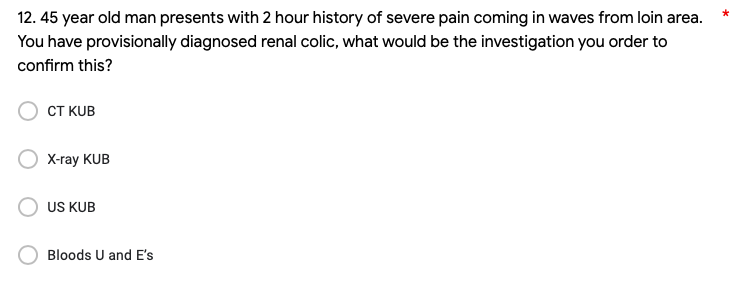 12. 45 year old man presents with 2 hour history of severe pain coming in waves from loin area. *
You have provisionally diagnosed renal colic, what would be the investigation you order to
confirm this?
CT KUB
X-ray KUB
US KUB
Bloods U and E's